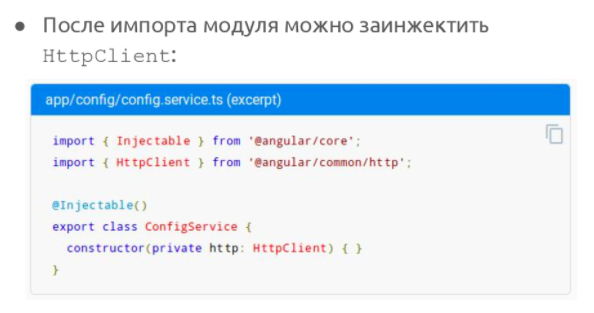 ● После импорта модуля можно заинжектить
HttpClient:
app/config/config.service.ts (excerpt)
import { Injectable } from '@angular/core';
import { HttpClient } from '@angular/common/http';
@Injectable()
export class ConfigService {
  constructor(private http: HttpClient) { }
}